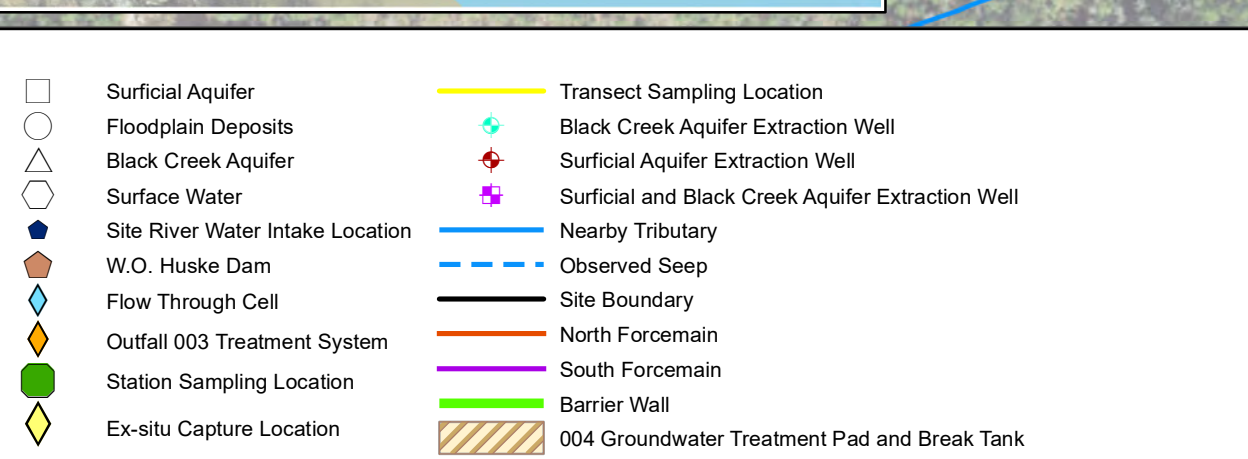 Surficial Aquifer
Floodplain Deposits
Black Creek Aquifer
Surface Water
Site River Water Intake Location
W.O. Huske Dam
Flow Through Cell
Outfall 003 Treatment System
Station Sampling Location
Ex-situ Capture Location
Transect Sampling Location
Black Creek Aquifer Extraction Well
Surficial Aquifer Extraction Well
Surficial and Black Creek Aquifer Extraction Well
Nearby Tributary
Observed Seep
Site Boundary
North Forcemain
South Forcemain
Barrier Wall
004 Groundwater Treatment Pad and Break Tank